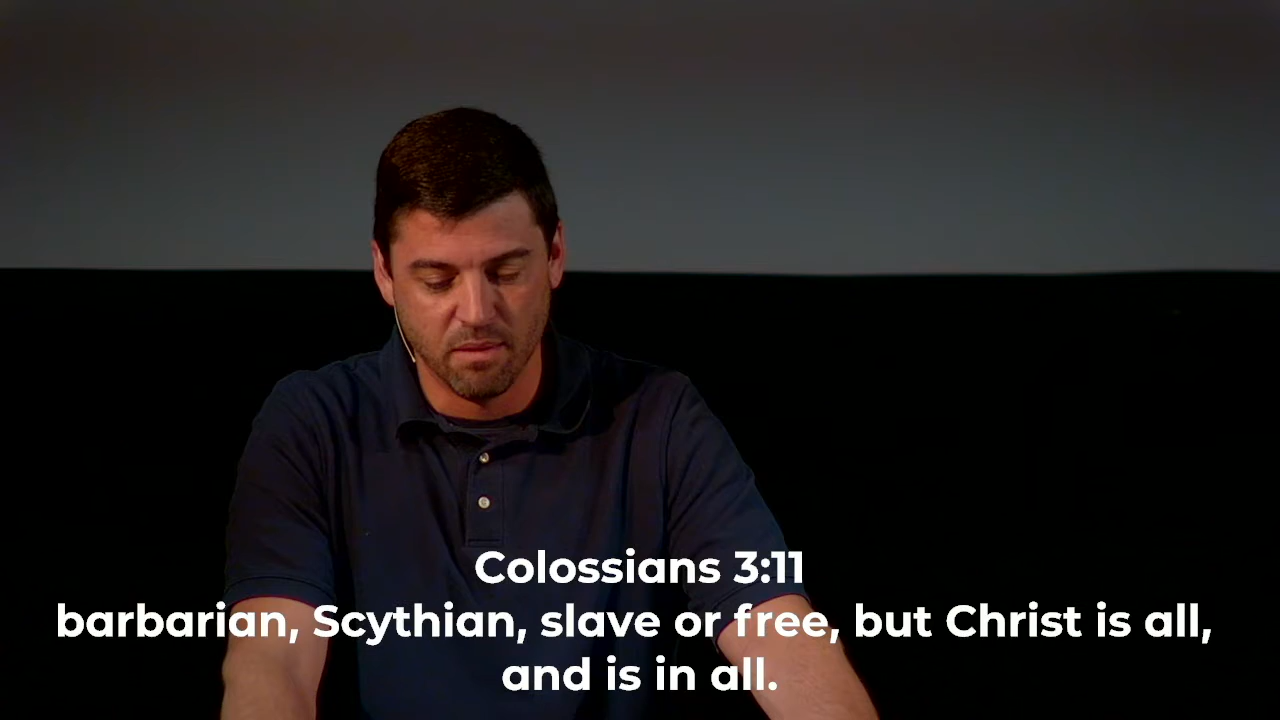 Colossians 3:11
barbarian, Scythian, slave or free, but Christ is all,
and is in all.